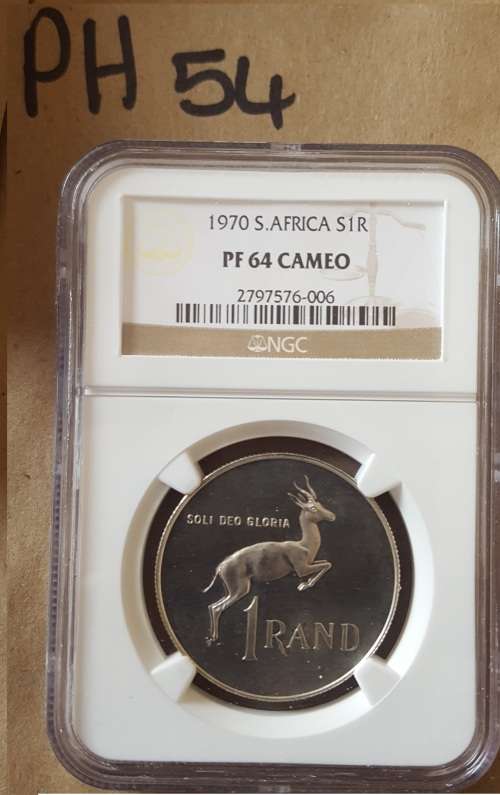 PH 54
1970 S.AFRICA S1R
PF 64 CAMEO
2797576-006
NGC
SOLI DEO GLORIA
1 RAND